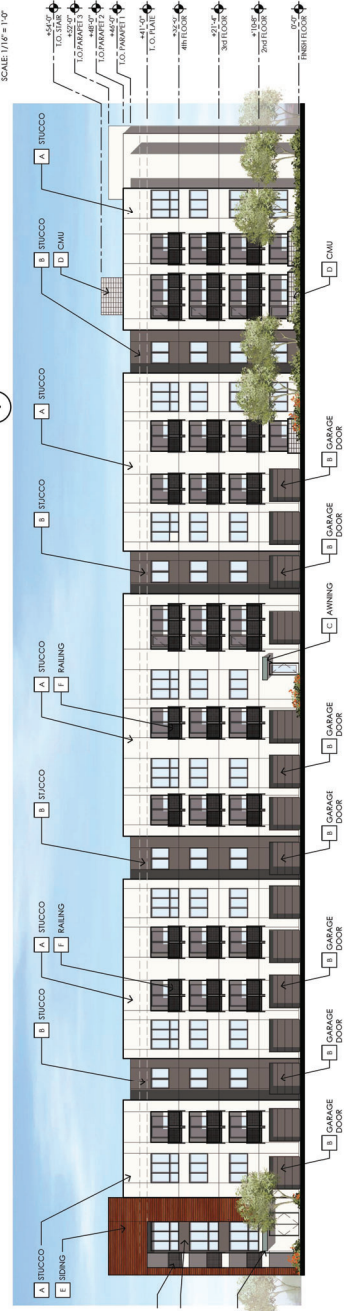 SCALE: 1/16" = 1'-0"
+54'-0"
T.O. STAIR
+52'-0"
T.O.PARAPET 3
+48'-0"
T.O.PARAPET 2
+46'-0"
T.O. PARAPET 1
+41'-0"
T. O. PLATE
+32'-0"
4th FLOOR
+21'-4"
3rd FLOOR
+10'-8"
2nd FLOOR
0'-0"
FINISH FLOOR
A STUCCO
E SIDING
B STUCCO
A STUCCO
F RAILING
B STUCCO
A STUCCO
F RAILING
B STUCCO
A STUCCO
B STUCCO
D CMU
A STUCCO
B GARAGE
DOOR
B GARAGE
DOOR
B GARAGE
DOOR
B GARAGE
DOOR
B GARAGE
DOOR
C AWNING
B GARAGE
DOOR
B GARAGE
DOOR
D CMU